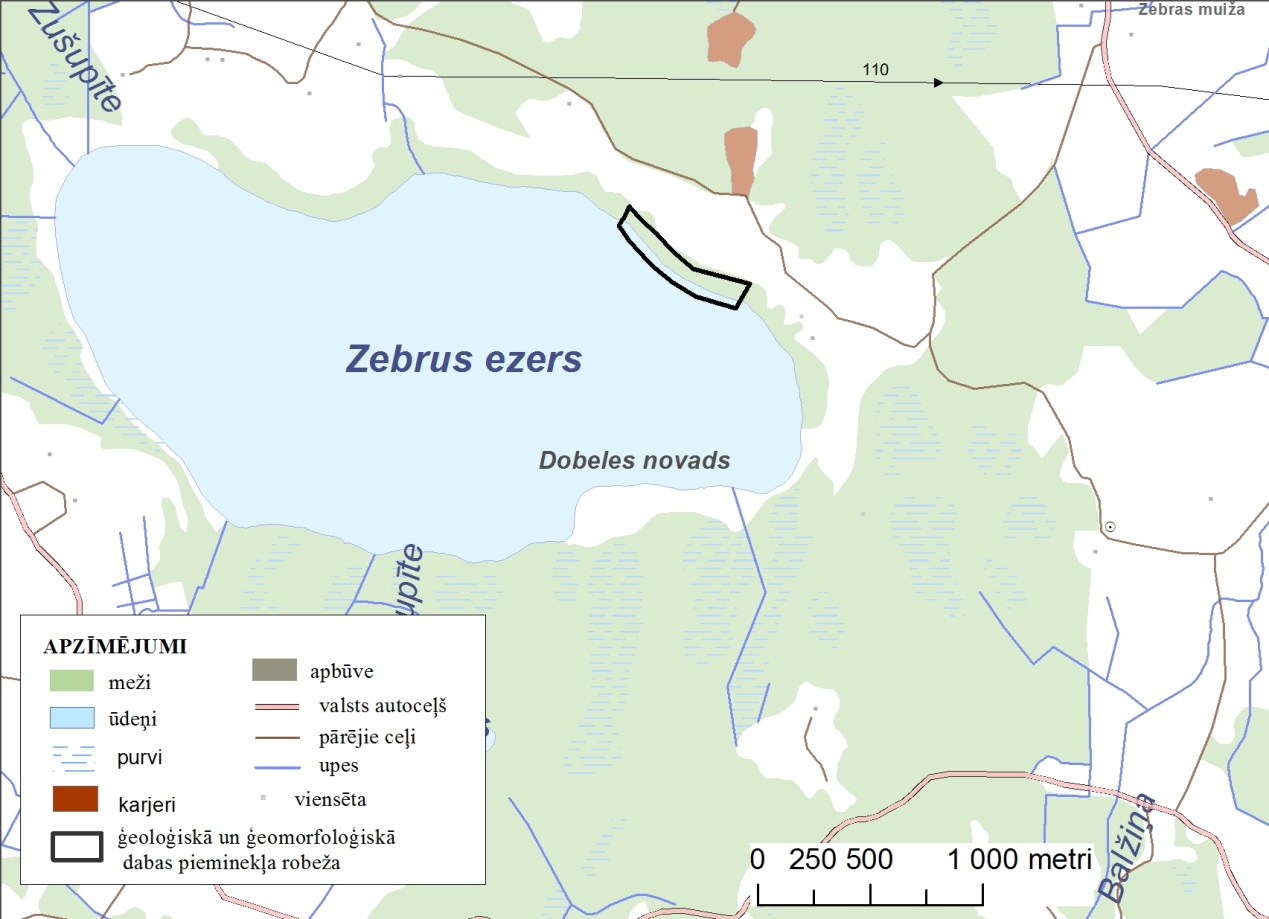 Zebras muiža
Zušupīte
110
Zebrus ezers
Dobeles novads
upīte
APZĪMĒJUMI
meži
ūdeņi
purvi
karjeri
apbūve
valsts autoceļš
pārējie ceļi
upes
viensēta
ģeoloģiskā un ģeomorfoloģiskā
dabas pieminekļa robeža
s
0 250 500 1 000 metri
Balžiņa